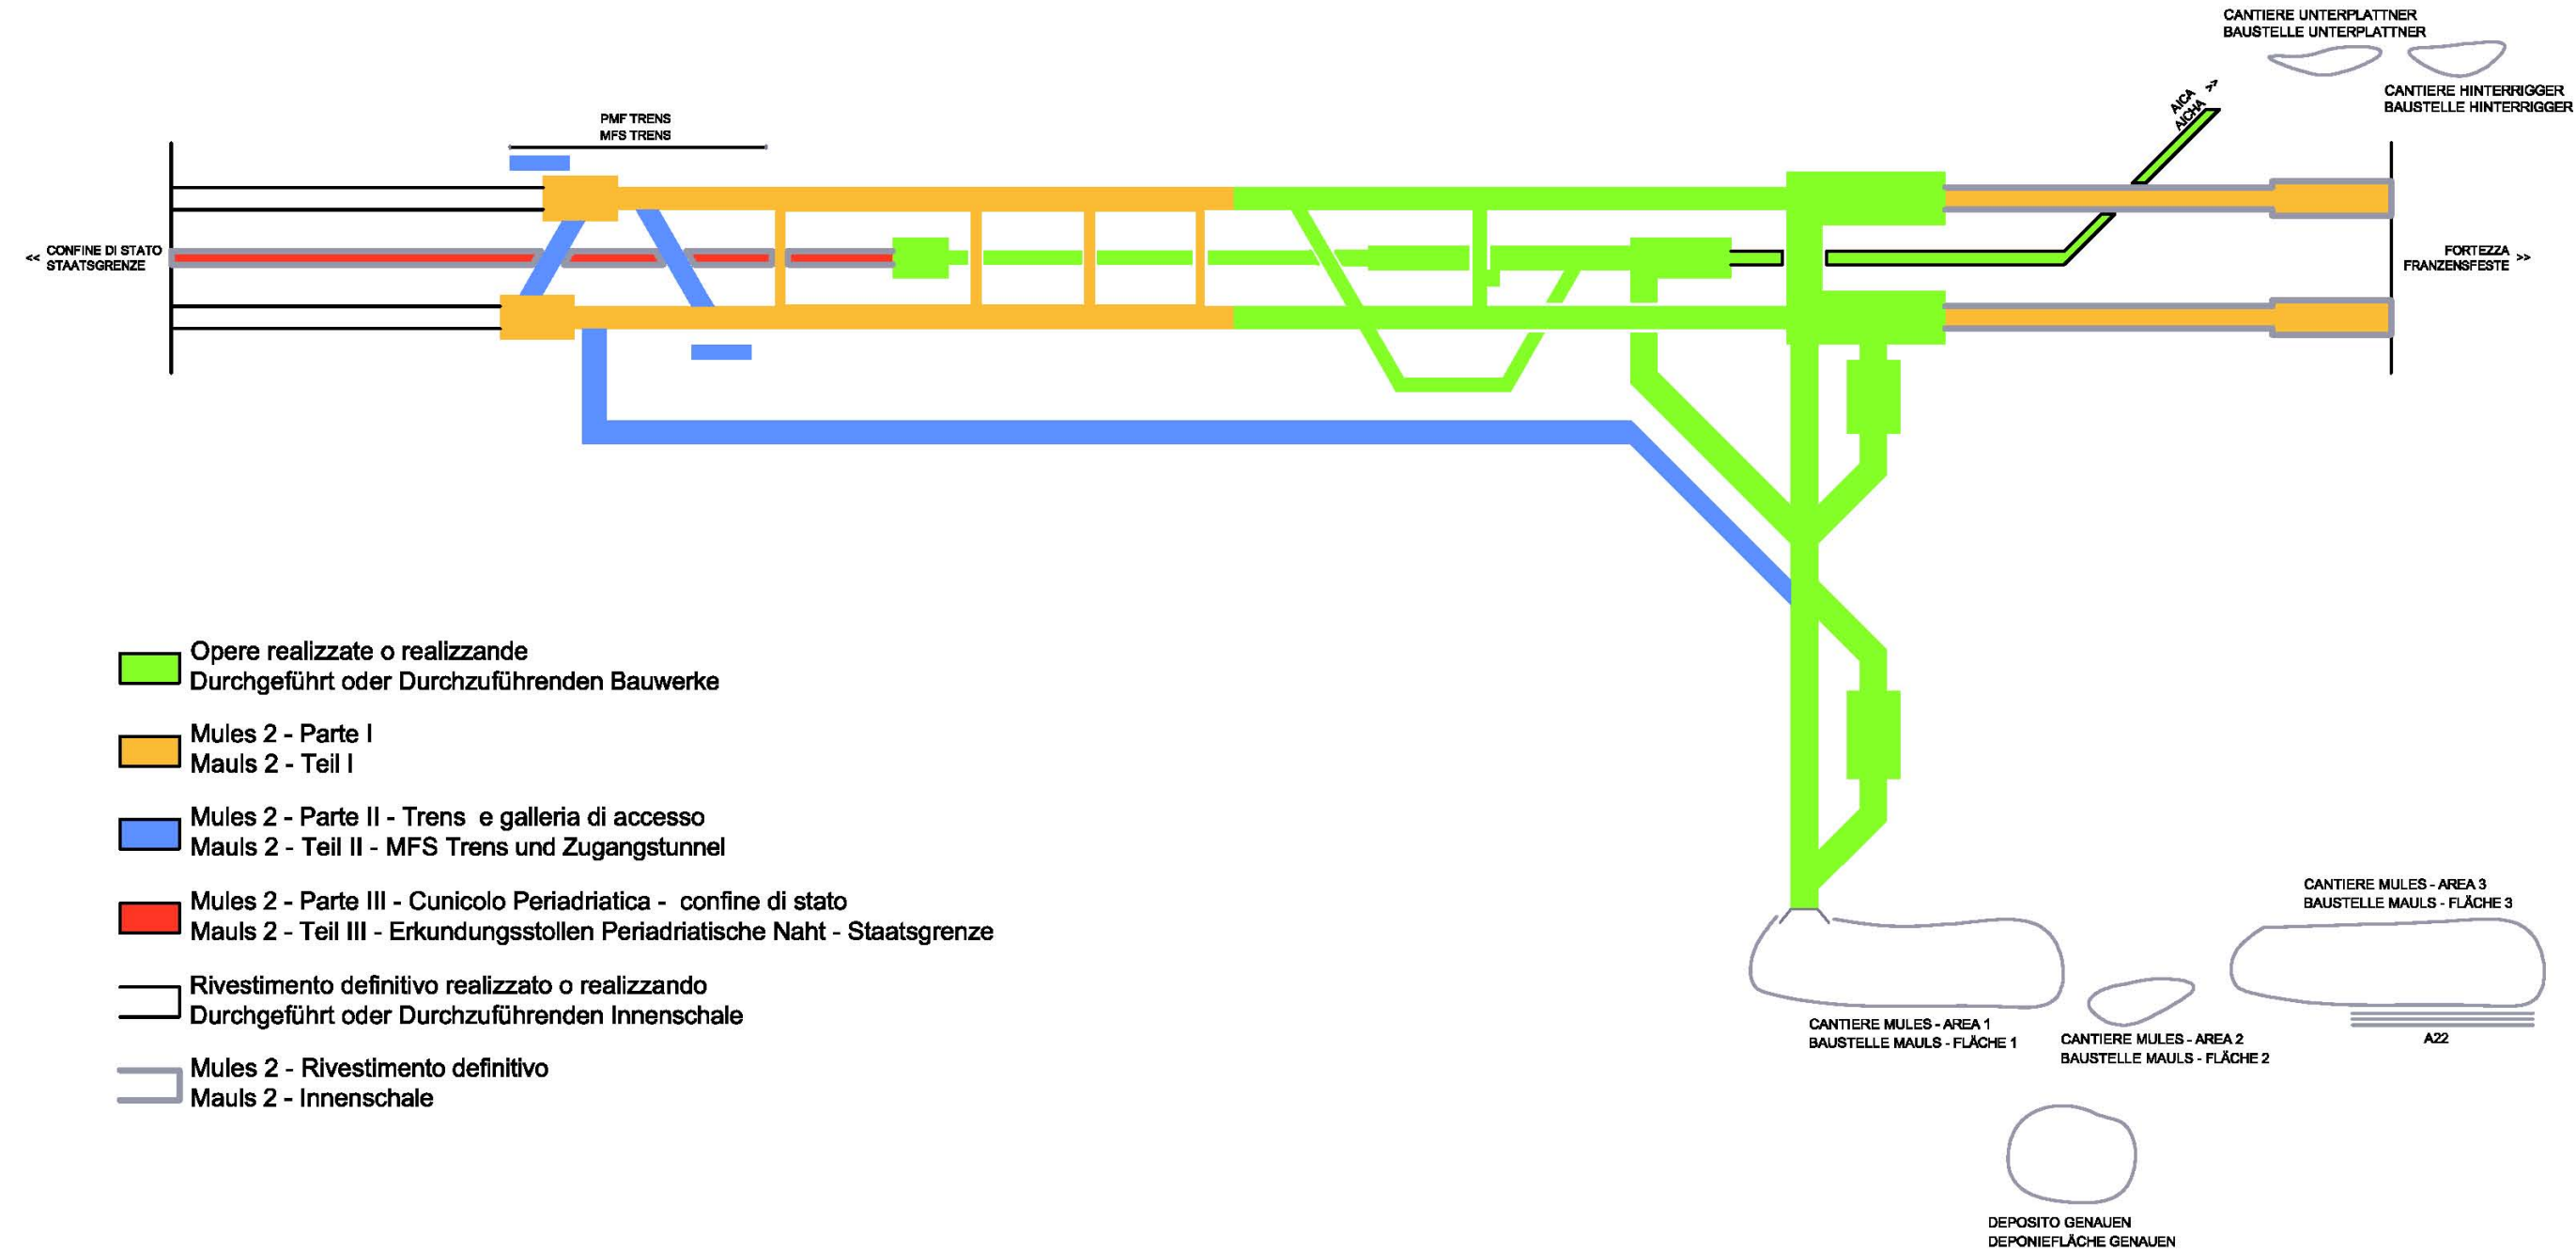 CANTIERE UNTERPLATTNER
BAUSTELLE UNTERPLATTNER
CANTIERE HINTERRIGGER
BAUSTELLE HINTERRIGGER
AICA >>
AICHA
PMF TRENS
MFS TRENS
<< CONFINE DI STATO
STAATSGRENZE
FORTEZZA >>
FRANZENSFESTE
Opere realizzate o realizzande
Durchgeführt oder Durchzuführenden Bauwerke
Mules 2 - Parte I
Mauls 2 - Teil I
Mules 2 - Parte II - Trens e galleria di accesso
Mauls 2 - Teil II - MFS Trens und Zugangstunnel
Mules 2 - Parte III - Cunicolo Periadriatica - confine di stato
Mauls 2 - Teil III - Erkundungsstollen Periadriatische Naht - Staatsgrenze
Rivestimento definitivo realizzato o realizzando
Durchgeführt oder Durchzuführenden Innenschale
Mules 2 - Rivestimento definitivo
Mauls 2 - Innenschale
CANTIERE MULES - AREA 3
BAUSTELLE MAULS - FLÄCHE 3
CANTIERE MULES - AREA 1
BAUSTELLE MAULS - FLÄCHE 1
CANTIERE MULES - AREA 2
BAUSTELLE MAULS - FLÄCHE 2
A22
DEPOSITO GENAUEN
DEPONIEFLÄCHE GENAUEN